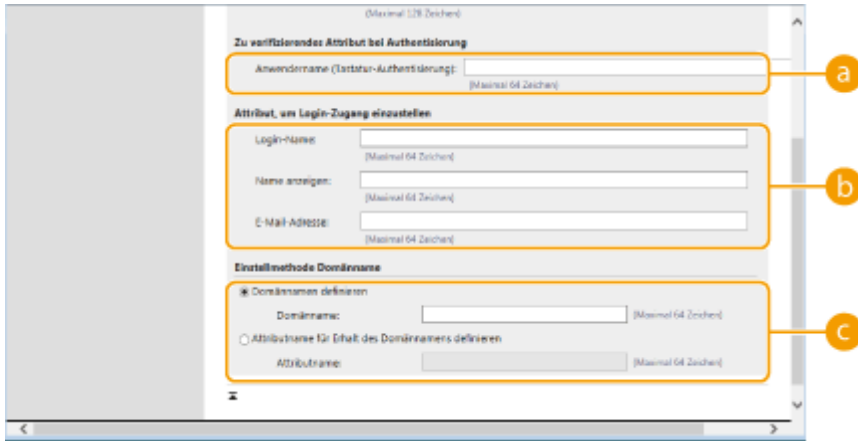 (Maximal 128 Zeichen)
Zu verifizierendes Attribut bei Authentisierung
Anwendername (Tastatur-Authentisierung):
(Maximal 64 Zeichen)
a
Attribut, um Login-Zugang einzustellen
Login-Name:
(Maximal 64 Zeichen)
Name anzeigen:
(Maximal 64 Zeichen)
b
E-Mail-Adresse:
(Maximal 64 Zeichen)
Einstellmethode Domänname
Domännamen definieren
Domänname: (Maximal 64 Zeichen)
c
Attributname für Erhalt des Domännamens definieren
Attributname: (Maximal 64 Zeichen)